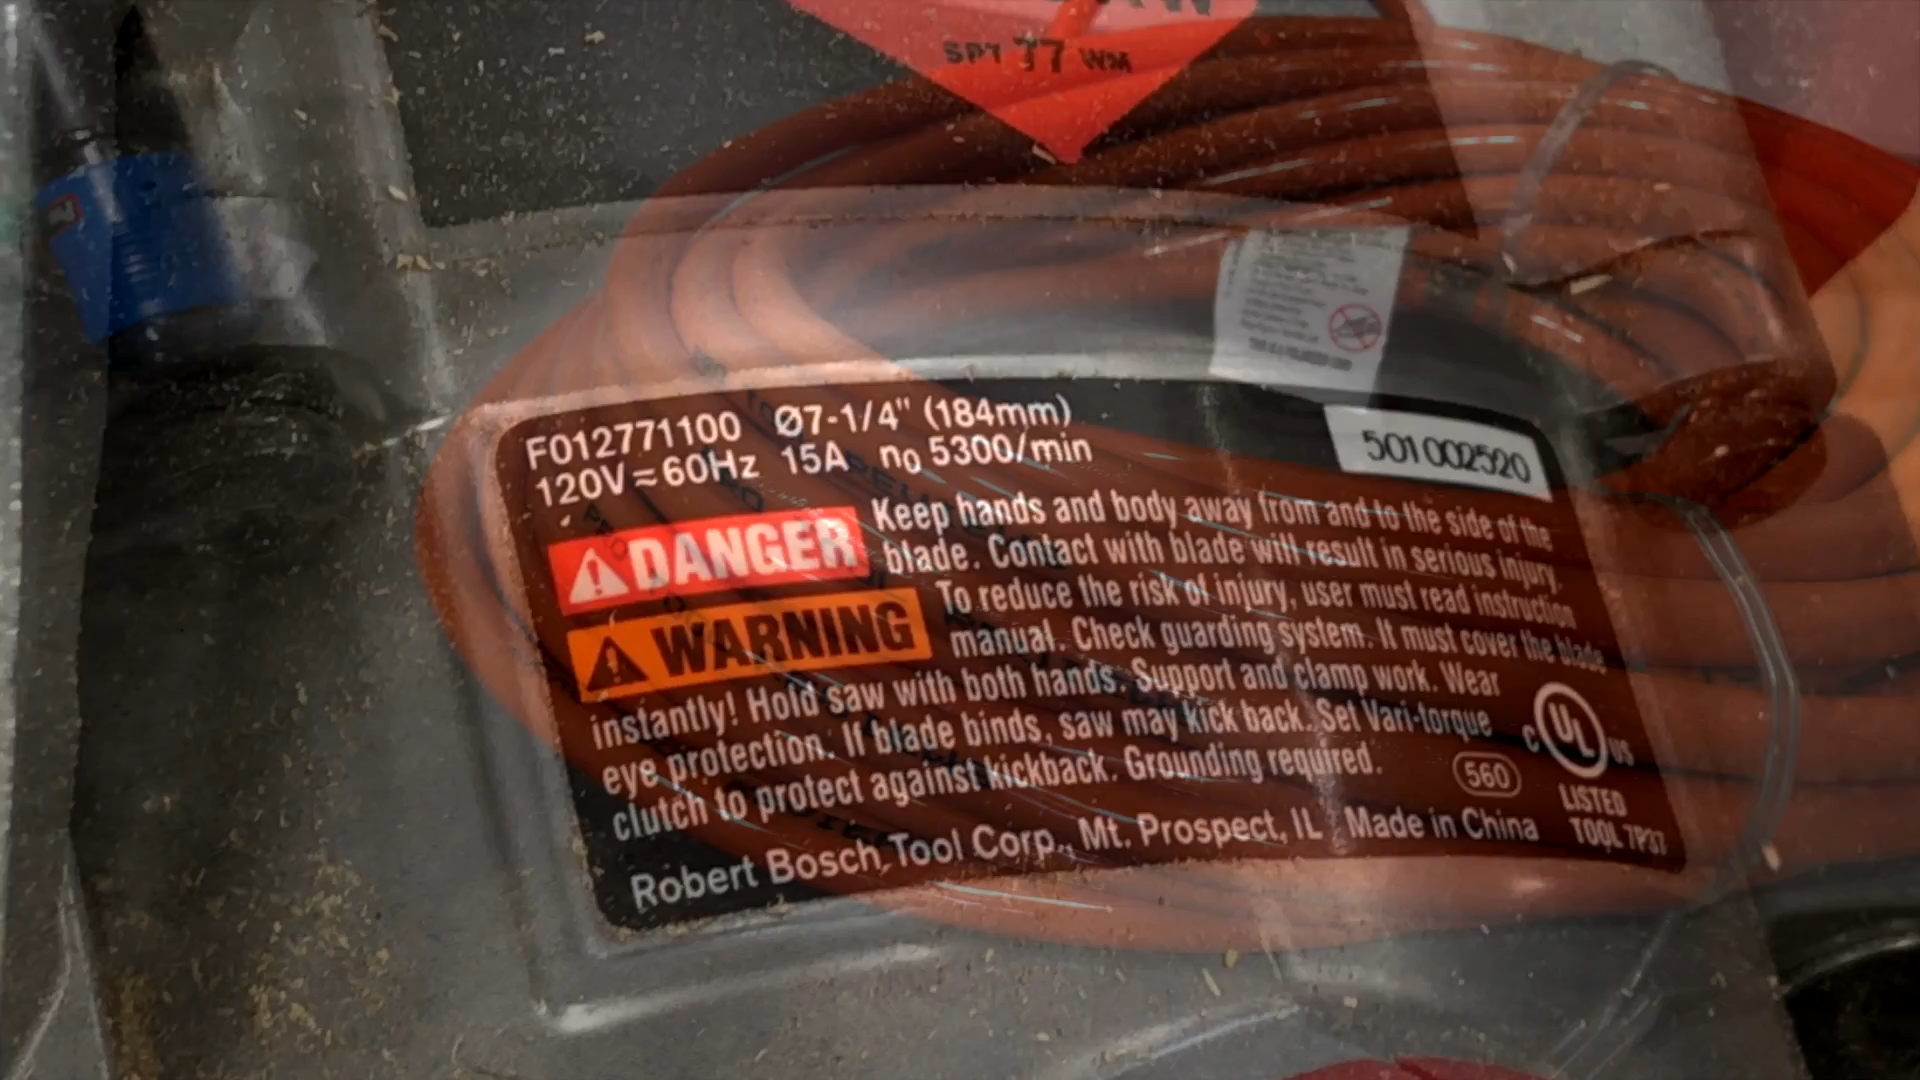 SPT 77 WM
F012771100 Ø7-1/4" (184mm)
120V≂60Hz 15A n₀ 5300/min
501002520
DANGER Keep hands and body away from and to the side of the
blade. Contact with blade will result in serious injury.
WARNING To reduce the risk of injury, user must read instruction
manual. Check guarding system. It must cover the blade
instantly! Hold saw with both hands. Support and clamp work. Wear
eye protection. If blade binds, saw may kick back. Set Vari-torque
clutch to protect against kickback. Grounding required.
560
C UL US
LISTED
TOOL 7P37
Robert Bosch Tool Corp., Mt. Prospect, IL Made in China